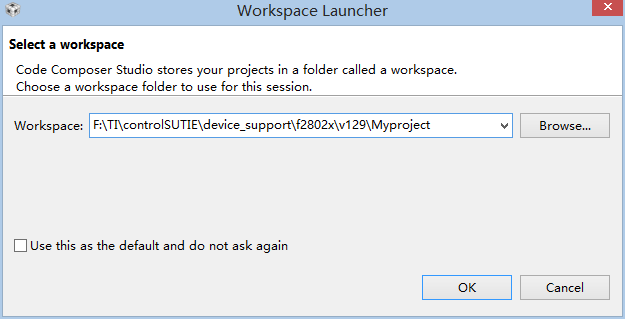 Workspace Launcher
Select a workspace
Code Composer Studio stores your projects in a folder called a workspace.
Choose a workspace folder to use for this session.
Workspace: F:\TI\controlSUTIE\device_support\f2802x\v129\Myproject Browse...
Use this as the default and do not ask again
OK Cancel